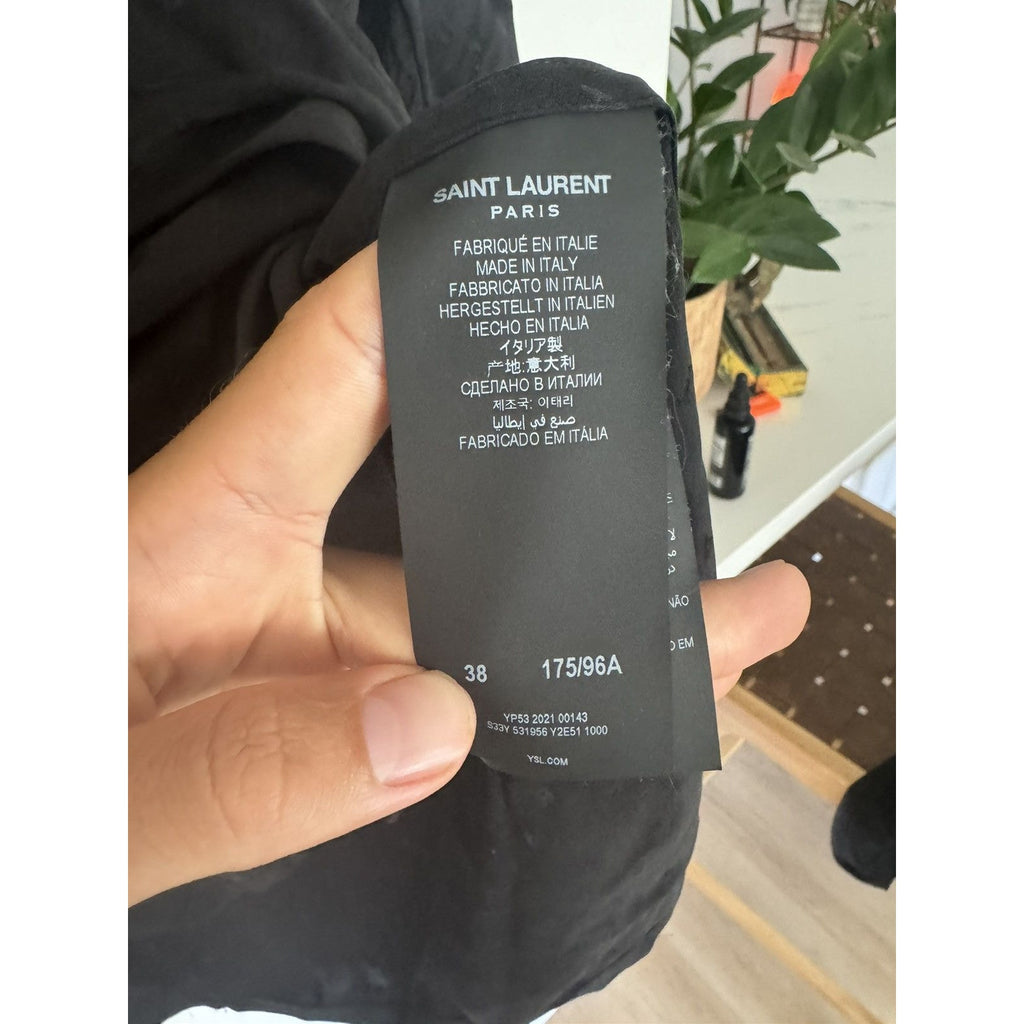 SAINT LAURENT
PARIS
FABRIQUÉ EN ITALIE
MADE IN ITALY
FABBRICATO IN ITALIA
HERGESTELLT IN ITALIEN
HECHO EN ITALIA
イタリア製
产地:意大利
СДЕЛАНО В ИТАЛИИ
제조국: 이태리
صنع في إيطاليا
FABRICADO EM ITÁLIA
NÃO
EM
38 175/96A
YP53 2021 00143
S33Y 531956 Y2E51 1000
YSL.COM